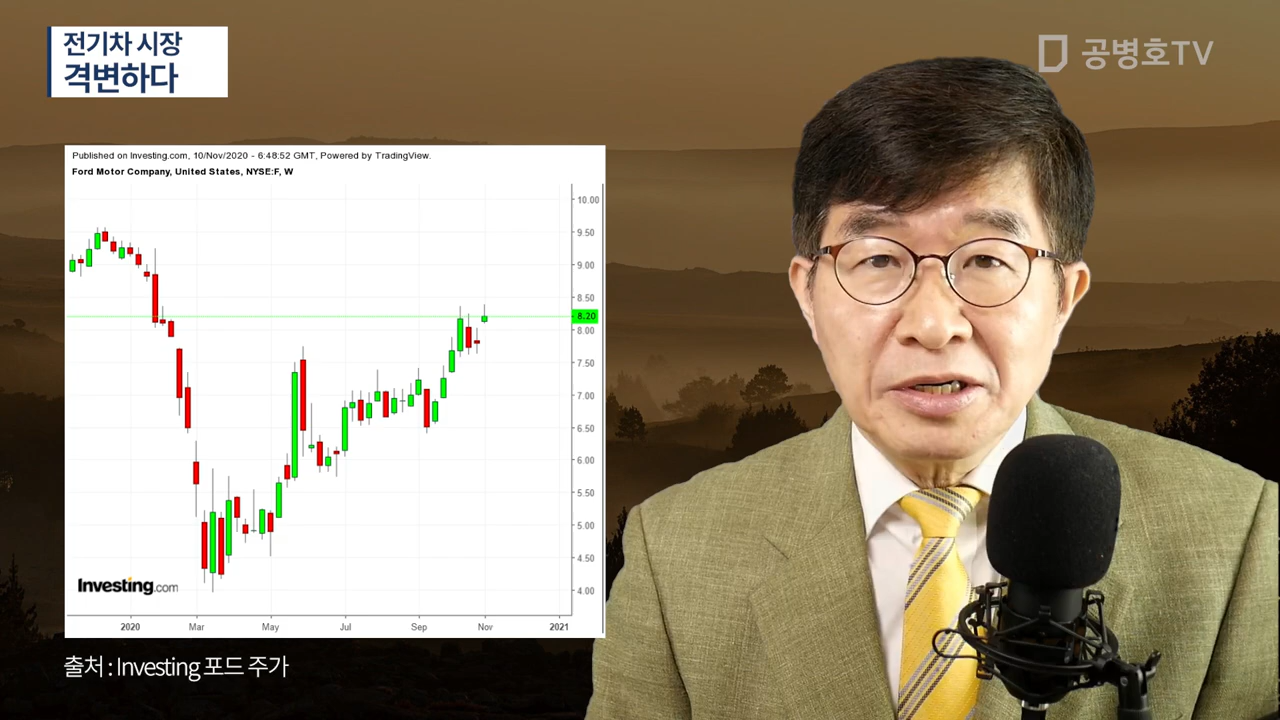 전기차 시장
격변하다
공병호TV
Published on Investing.com, 10/Nov/2020 - 6:48:52 GMT, Powered by TradingView.
Ford Motor Company, United States, NYSE:F, W
10.00
9.50
9.00
8.50
8.20
8.00
7.50
7.00
6.50
6.00
5.50
5.00
4.50
4.00
Investing.com
2020 Mar May Jul Sep Nov 2021
출처 : Investing 포드 주가